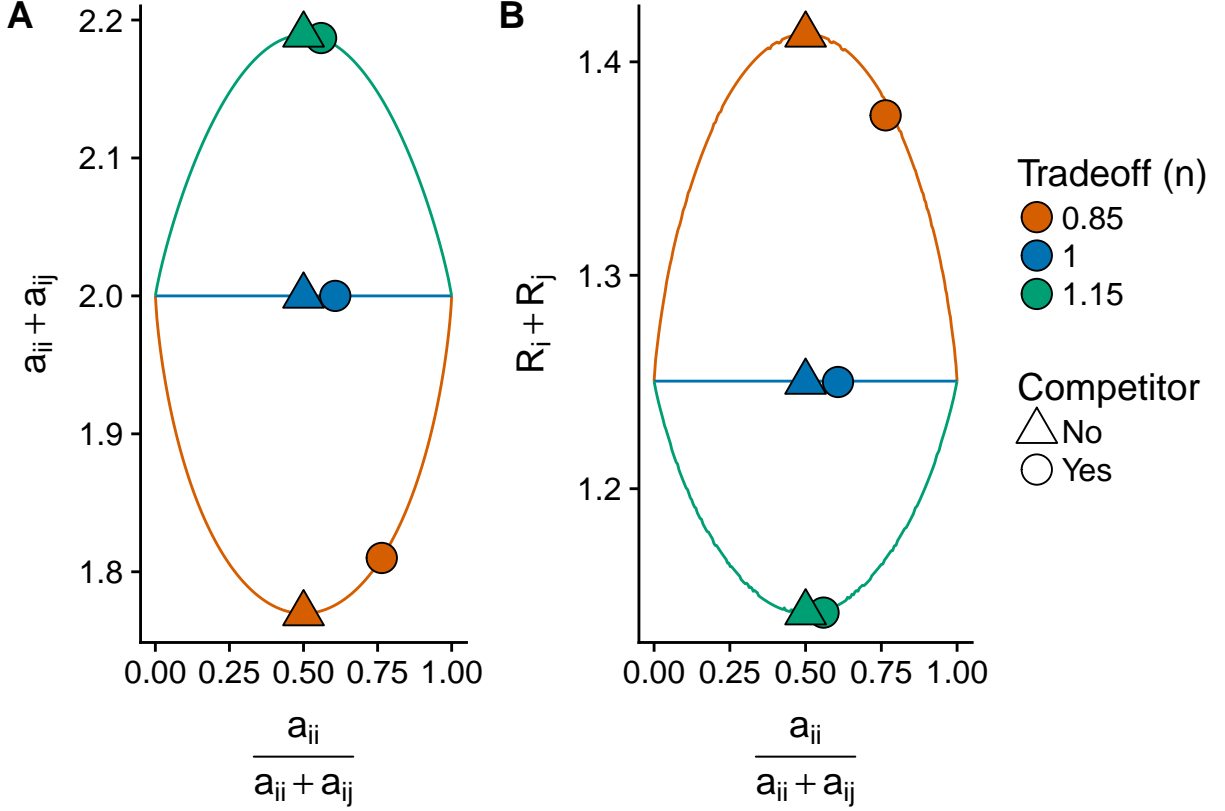 A
2.2
2.1
2.0
1.9
1.8
a_ii + a_ij
0.00 0.25 0.50 0.75 1.00
a_ii
a_ii + a_ij
B
1.4
1.3
1.2
R_i + R_j
0.00 0.25 0.50 0.75 1.00
a_ii
a_ii + a_ij
Tradeoff (n)
0.85
1
1.15
Competitor
No
Yes